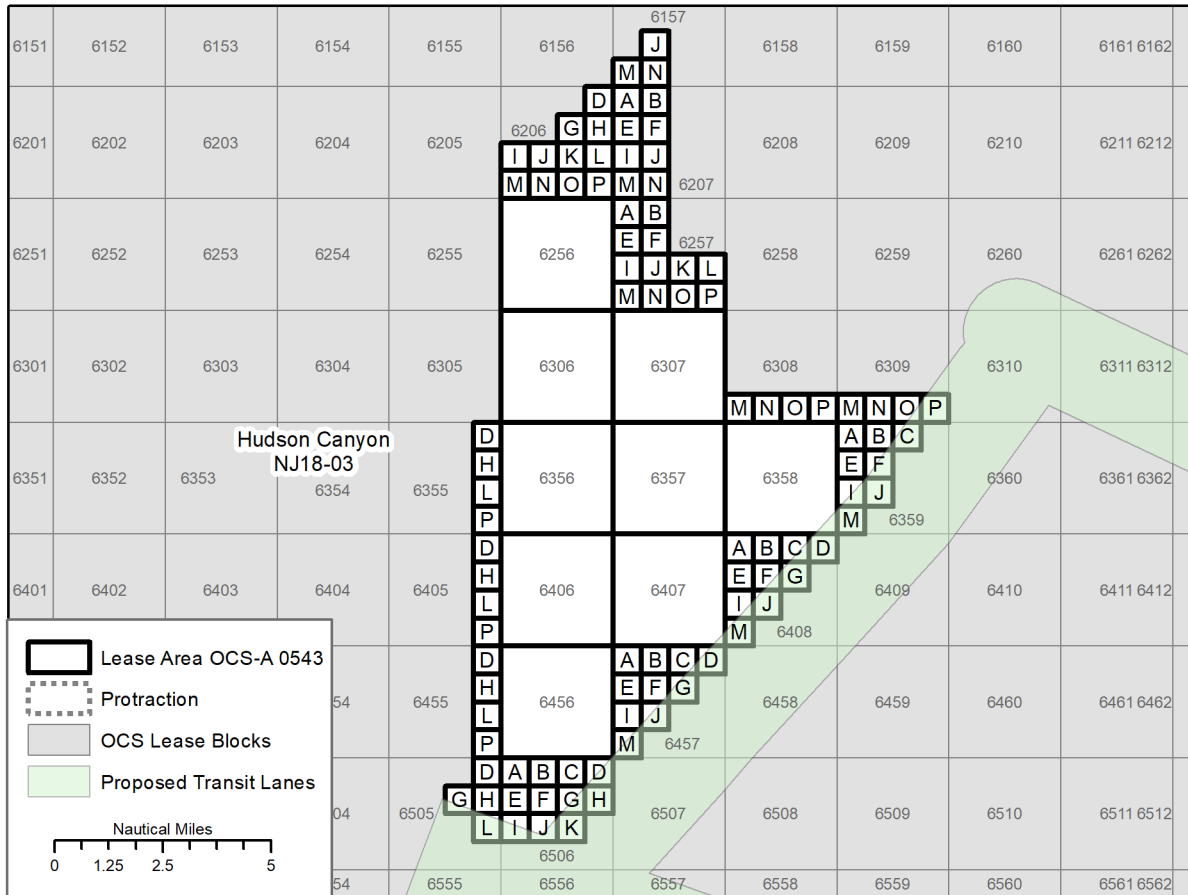 6157
6151 6152 6153 6154 6155 6156 J 6158 6159 6160 6161 6162
M N
D A B
6206 G H E F
6201 6202 6203 6204 6205 6208 6209 6210 6211 6212
I J K L I J
M N O P M N 6207
A B
E F 6257
6251 6252 6253 6254 6255 6256 6258 6259 6260 6261 6262
I J K L
M N O P
6301 6302 6303 6304 6305 6306 6307 6308 6309 6310 6311 6312
M N O P M N O P
Hudson Canyon D A B C
NJ18-03 H E F
6351 6352 6353 6354 6355 6356 6357 6358 6360 6361 6362
L I J
P M 6359
D A B C D
H E F G
6401 6402 6403 6404 6405 6406 6407 6409 6410 6411 6412
L I J
P M 6408
Lease Area OCS-A 0543 D A B C D
H E F G
Protraction 54 6455 6456 6458 6459 6460 6461 6462
L I J
OCS Lease Blocks P M 6457
Proposed Transit Lanes D A B C D
G H E F G H
04 6505 6507 6508 6509 6510 6511 6512
Nautical Miles L I J K
0 1.25 2.5 5 6506
54 6555 6556 6557 6558 6559 6560 6561 6562